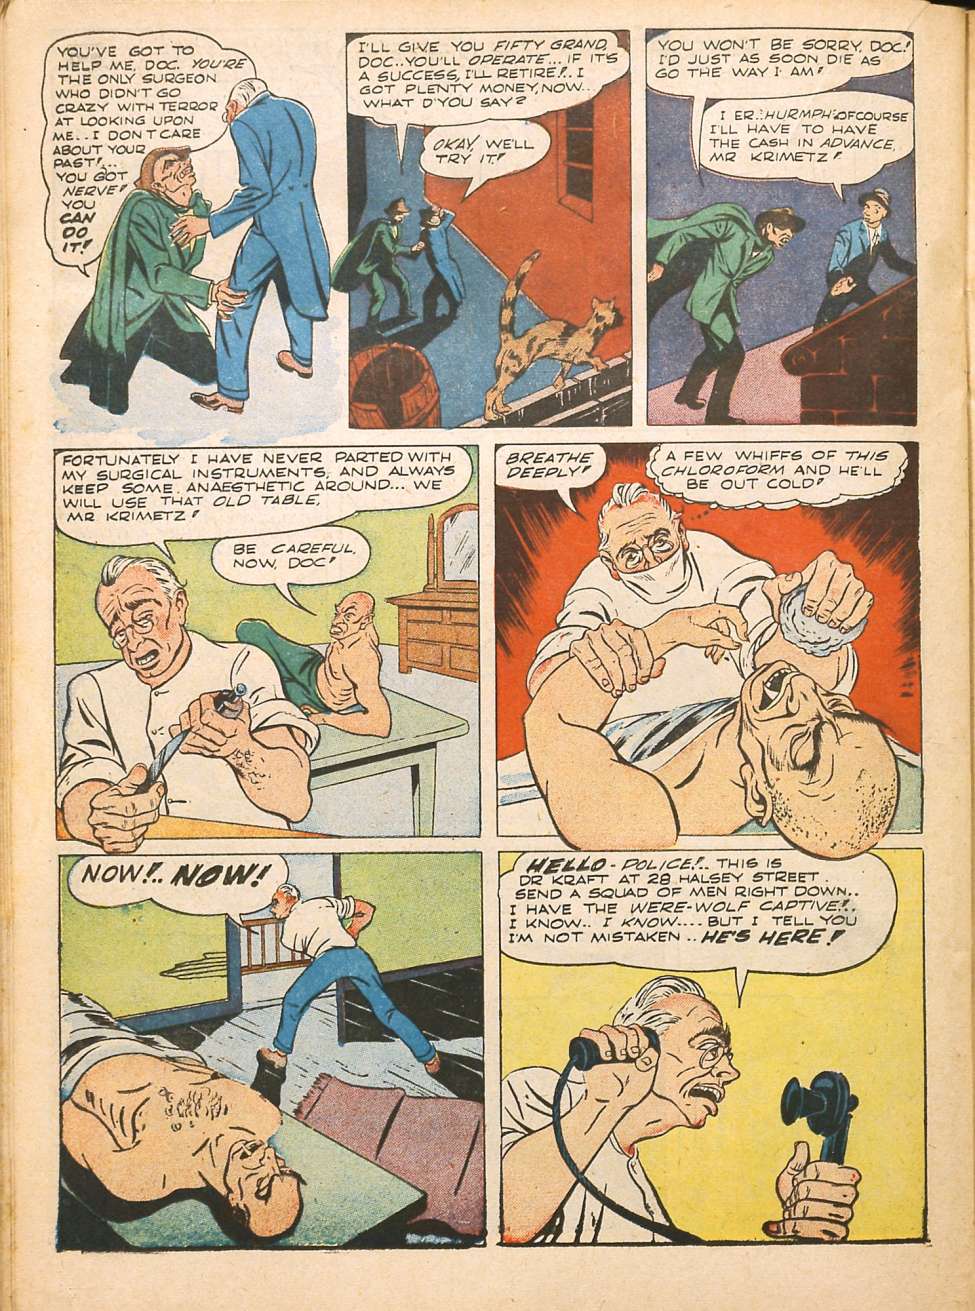 YOU'VE GOT TO
HELP ME, DOC. YOU'RE
THE ONLY SURGEON
WHO DIDN'T GO
CRAZY WITH TERROR
AT LOOKING UPON
ME... I DON'T CARE
ABOUT YOUR
PAST!...
YOU GOT
NERVE!
YOU
CAN
DO
IT!
I'LL GIVE YOU FIFTY GRAND,
DOC...YOU'LL OPERATE... IF IT'S
A SUCCESS, I'LL RETIRE!.. I
GOT PLENTY MONEY, NOW...
WHAT D'YOU SAY?
OKAY, WE'LL
TRY IT!
YOU WON'T BE SORRY, DOC!
I'D JUST AS SOON DIE AS
GO THE WAY I AM!
I ER.."HURMPH" OFCOURSE
I'LL HAVE TO HAVE
THE CASH IN ADVANCE,
MR KRIMETZ!
FORTUNATELY I HAVE NEVER PARTED WITH
MY SURGICAL INSTRUMENTS, AND ALWAYS
KEEP SOME, ANAESTHETIC AROUND... WE
WILL USE THAT OLD TABLE,
MR KRIMETZ!
BE CAREFUL,
NOW, DOC!
BREATHE
DEEPLY!
A FEW WHIFFS OF THIS
CHLOROFORM AND HE'LL
BE OUT COLD!
NOW!.. NOW!
HELLO - POLICE!.. THIS IS
DR KRAFT AT 28 HALSEY STREET.
SEND A SQUAD OF MEN RIGHT DOWN..
I HAVE THE WERE-WOLF CAPTIVE!..
I KNOW.. I KNOW.... BUT I TELL YOU
I'M NOT MISTAKEN .. HE'S HERE!